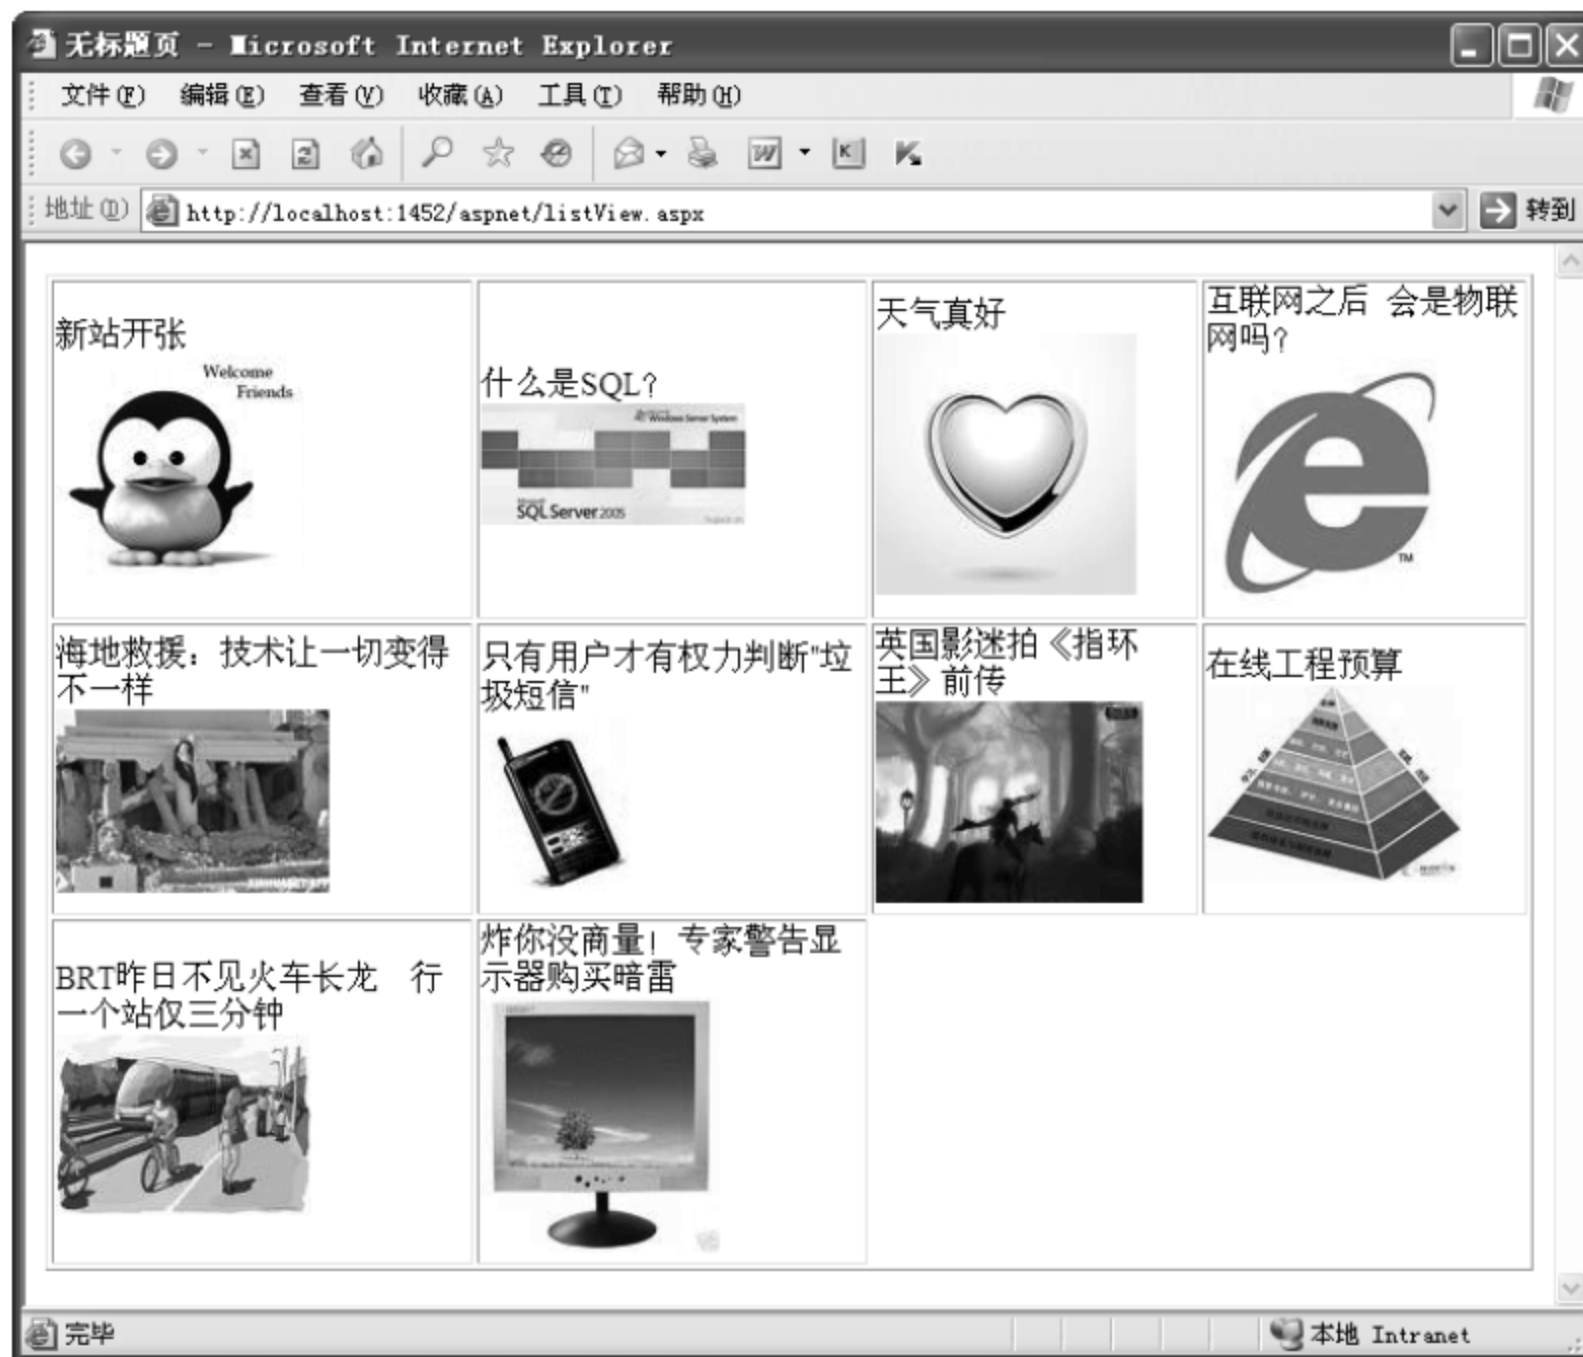 无标题页 - Microsoft Internet Explorer
文件(F) 编辑(E) 查看(V) 收藏(A) 工具(T) 帮助(H)
地址(D) http://localhost:1452/aspnet/listView.aspx 转到
新站开张
Welcome
Friends
什么是SQL?
Windows Server System
Microsoft
SQL Server 2005
天气真好
互联网之后 会是物联
网吗?
TM
海地救援：技术让一切变得
不一样
只有用户才有权力判断"垃
圾短信"
英国影迷拍《指环
王》前传
在线工程预算
BRT昨日不见火车长龙 行
一个站仅三分钟
炸你没商量！专家警告显
示器购买暗雷
完毕
本地 Intranet